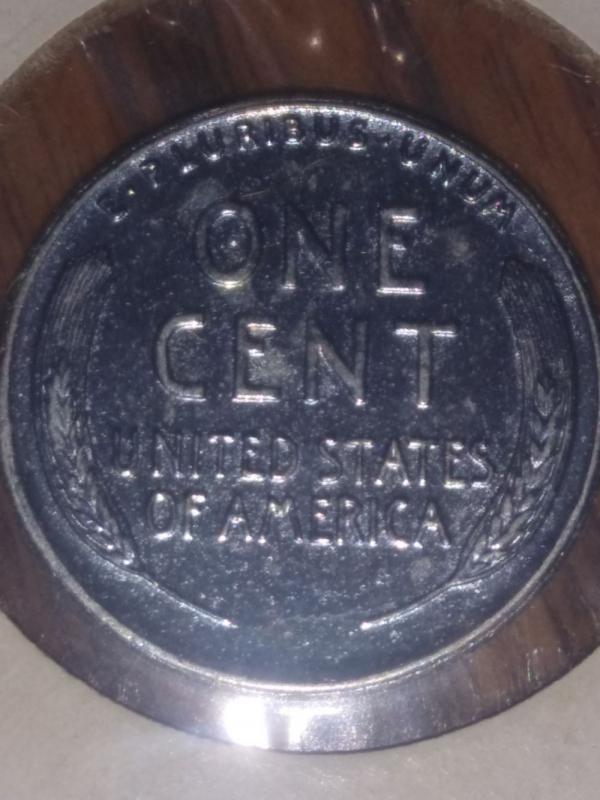 E·PLURIBUS·UNUM
ONE
CENT
UNITED STATES
OF AMERICA